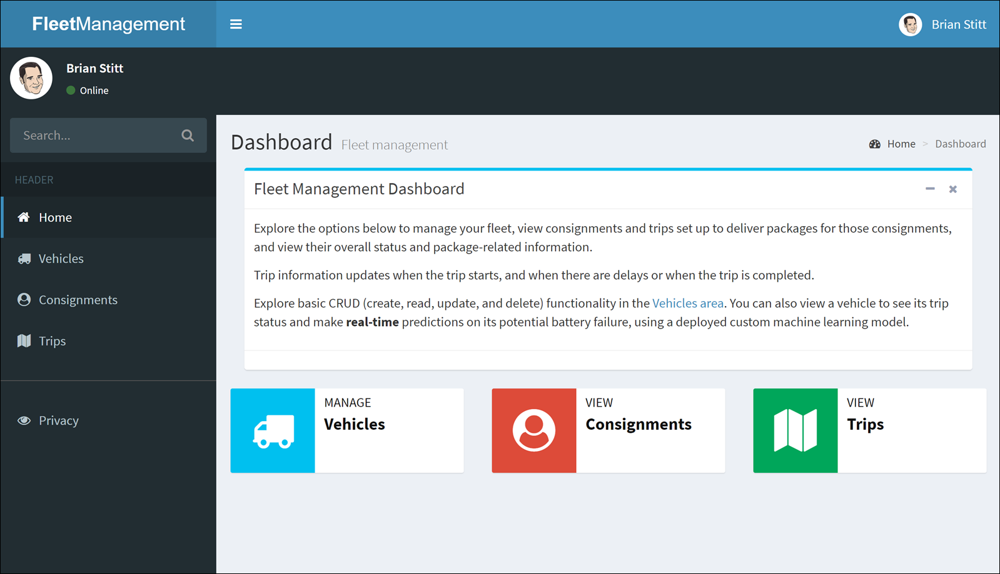 FleetManagement
Brian Stitt
Brian Stitt
Online
Search...
HEADER
Home
Vehicles
Consignments
Trips
Privacy
Dashboard Fleet management
Home > Dashboard
Fleet Management Dashboard
Explore the options below to manage your fleet, view consignments and trips set up to deliver packages for those consignments,
and view their overall status and package-related information.
Trip information updates when the trip starts, and when there are delays or when the trip is completed.
Explore basic CRUD (create, read, update, and delete) functionality in the Vehicles area. You can also view a vehicle to see its trip
status and make real-time predictions on its potential battery failure, using a deployed custom machine learning model.
MANAGE
Vehicles
VIEW
Consignments
VIEW
Trips